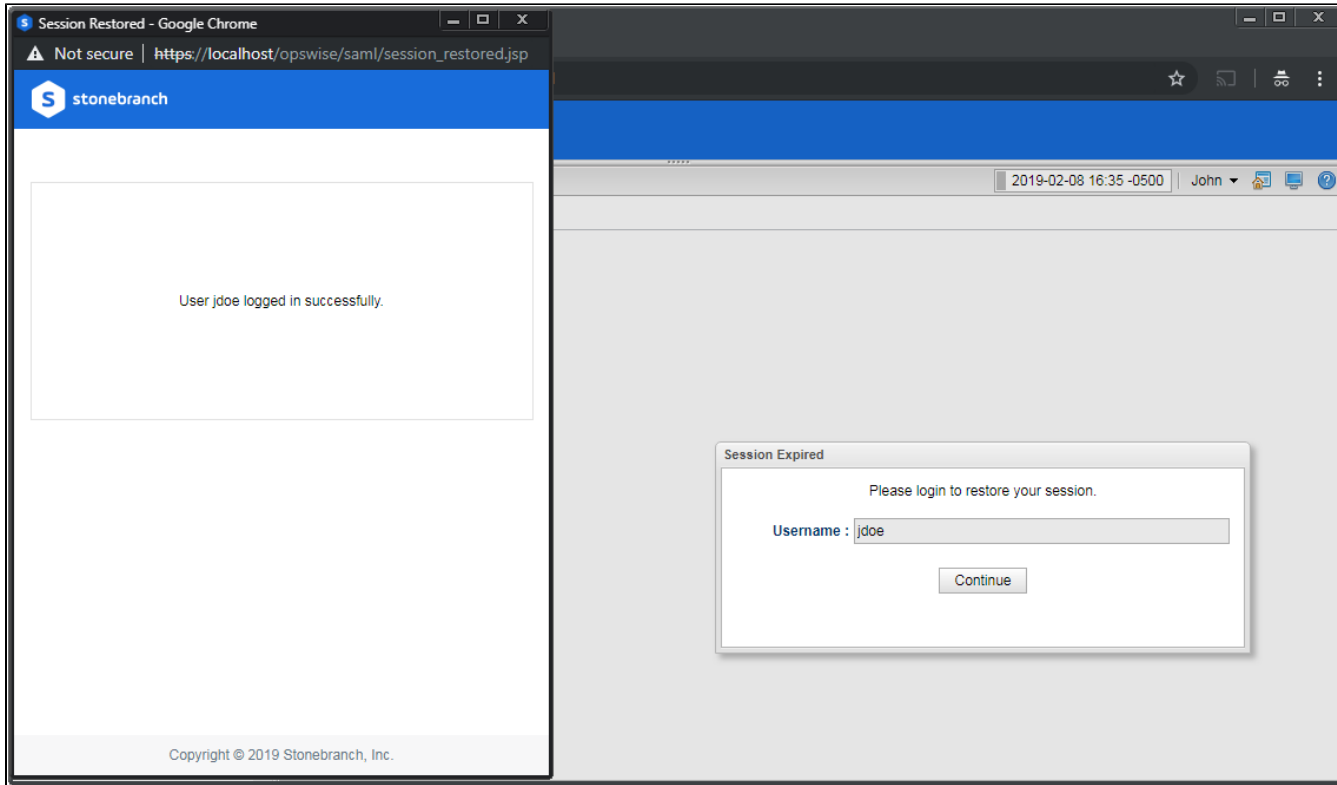 Session Restored - Google Chrome
Not secure | https://localhost/opswise/saml/session_restored.jsp
S stonebranch
User jdoe logged in successfully.
Copyright © 2019 Stonebranch, Inc.
2019-02-08 16:35 -0500 John
Session Expired
Please login to restore your session.
Username : jdoe
Continue